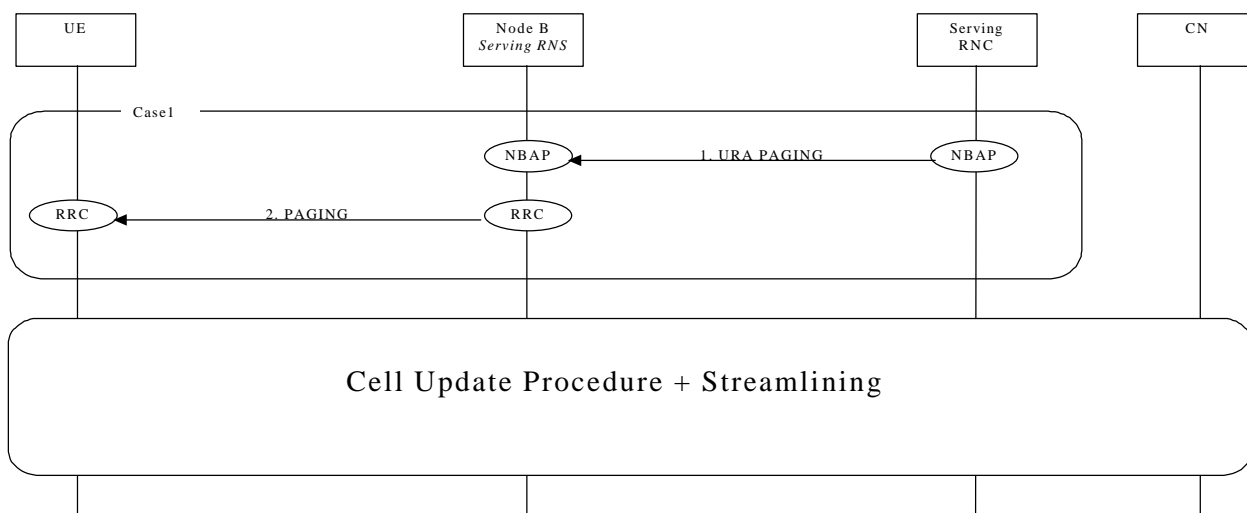 UE
Node B
Serving RNS
Serving
RNC
CN
Case1
NBAP
1. URA PAGING
NBAP
RRC
2. PAGING
RRC
Cell Update Procedure + Streamlining